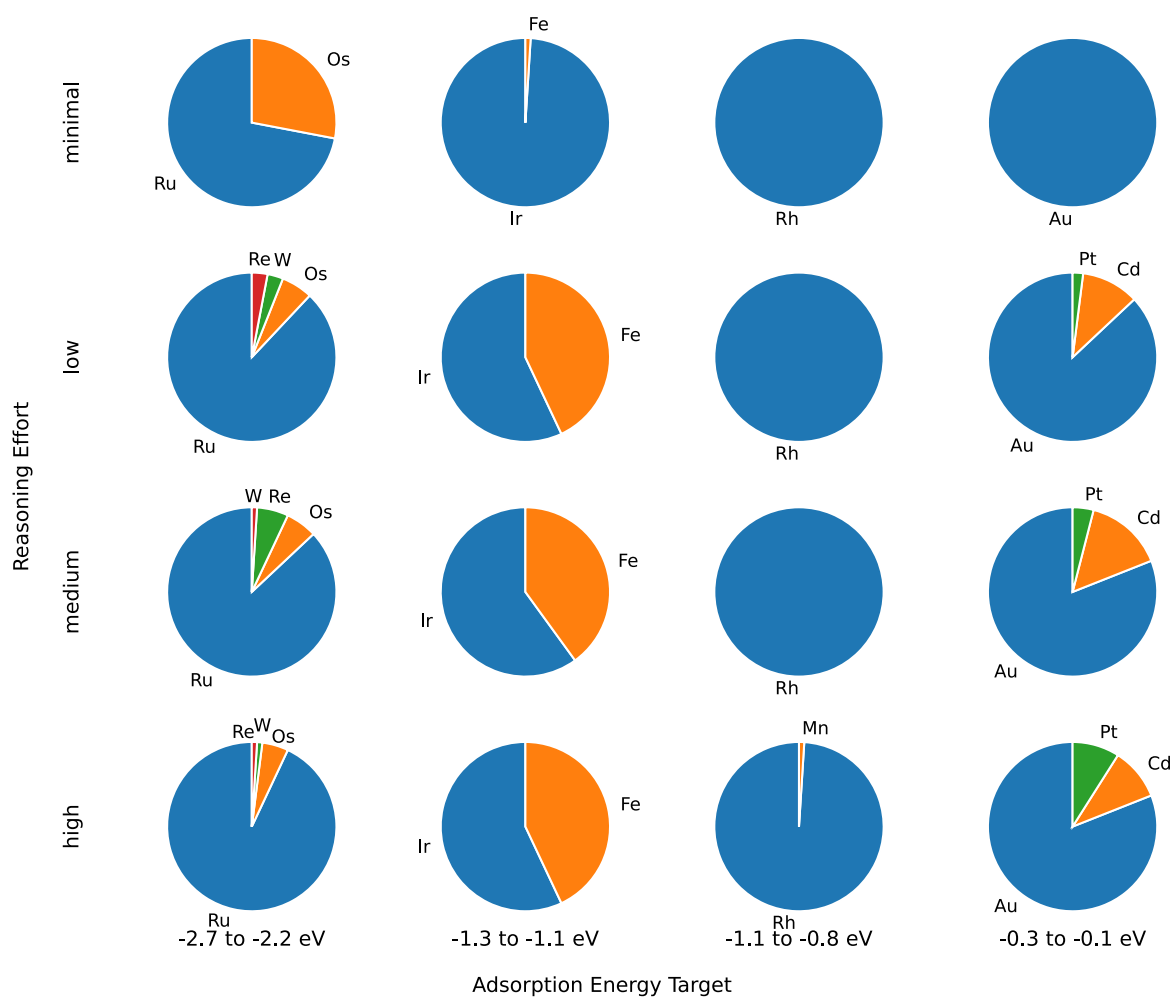 Fe
Os
minimal
Ru
Ir
Rh
Au
Re W
Os
Pt
Cd
low
Fe
Ir
Ru
Rh
Au
Reasoning Effort
W Re
Os
Pt
Cd
medium
Fe
Ir
Ru
Rh
Au
Re W Os
Mn
Pt
Cd
high
Fe
Ir
Ru
Rh
Au
-2.7 to -2.2 eV
-1.3 to -1.1 eV
-1.1 to -0.8 eV
-0.3 to -0.1 eV
Adsorption Energy Target